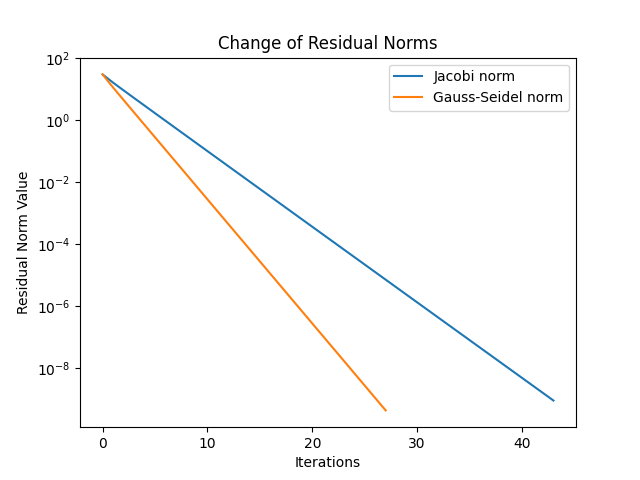 Change of Residual Norms
Jacobi norm
Gauss-Seidel norm
Residual Norm Value
10²
10⁰
10⁻²
10⁻⁴
10⁻⁶
10⁻⁸
0 10 20 30 40
Iterations